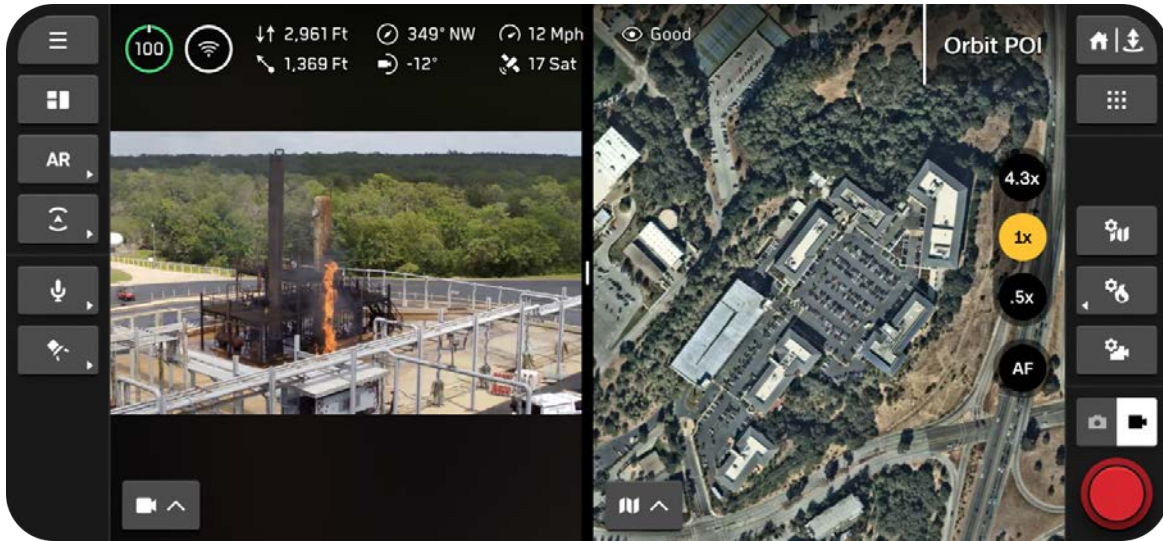 100
2,961 Ft
349° NW
12 Mph
1,369 Ft
-12°
17 Sat
Good
Orbit POI
AR
4.3x
1x
.5x
AF